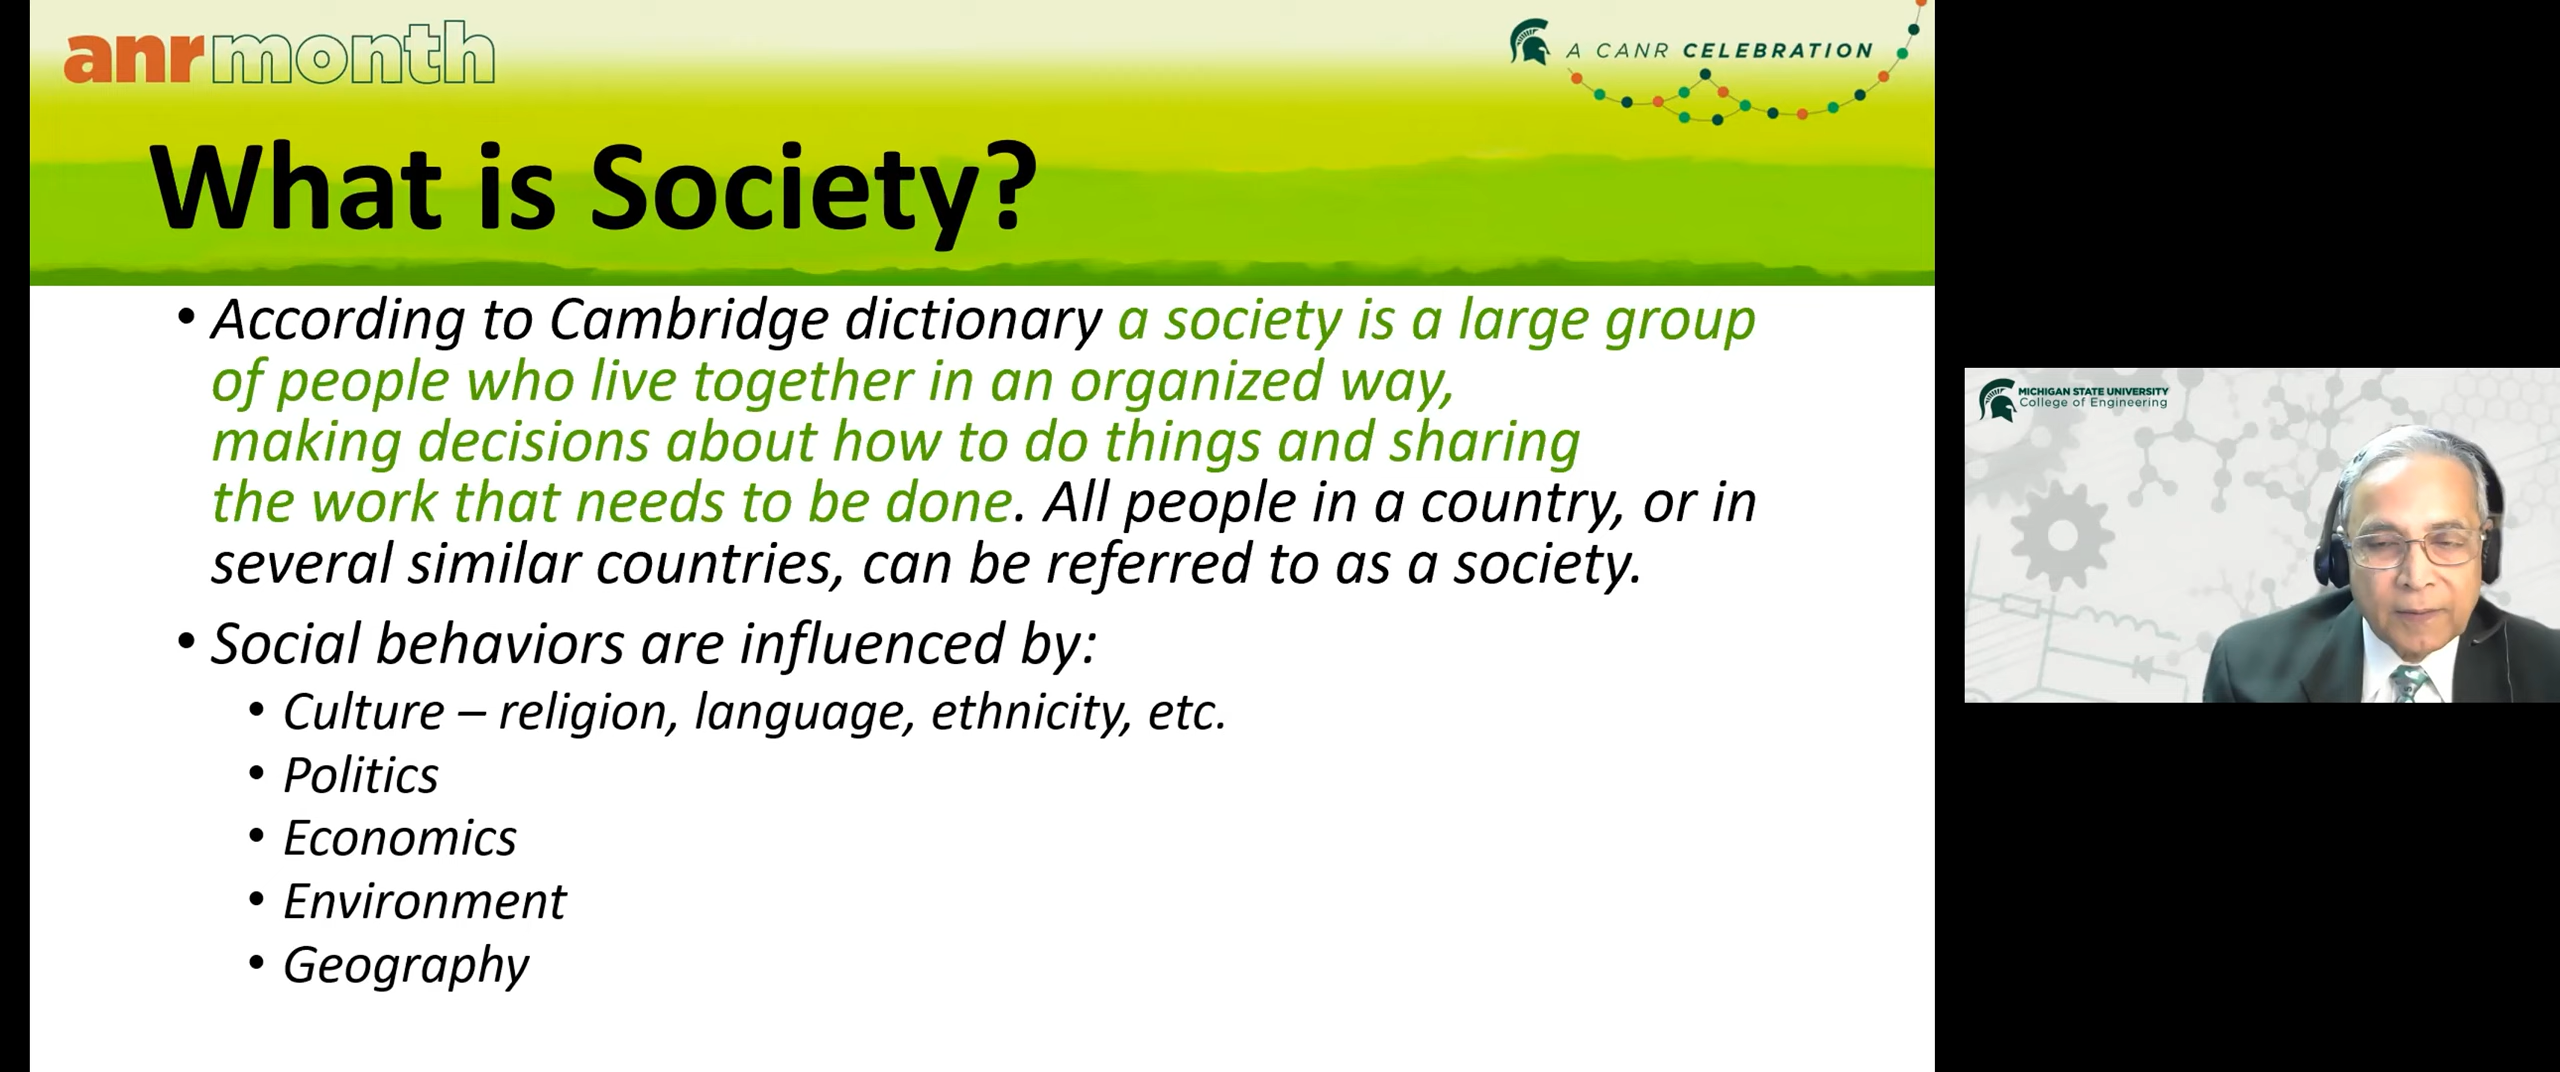 anrmonth
A CANR CELEBRATION
What is Society?
• According to Cambridge dictionary a society is a large group
of people who live together in an organized way,
making decisions about how to do things and sharing
the work that needs to be done. All people in a country, or in
several similar countries, can be referred to as a society.
• Social behaviors are influenced by:
• Culture – religion, language, ethnicity, etc.
• Politics
• Economics
• Environment
• Geography
MICHIGAN STATE UNIVERSITY
College of Engineering